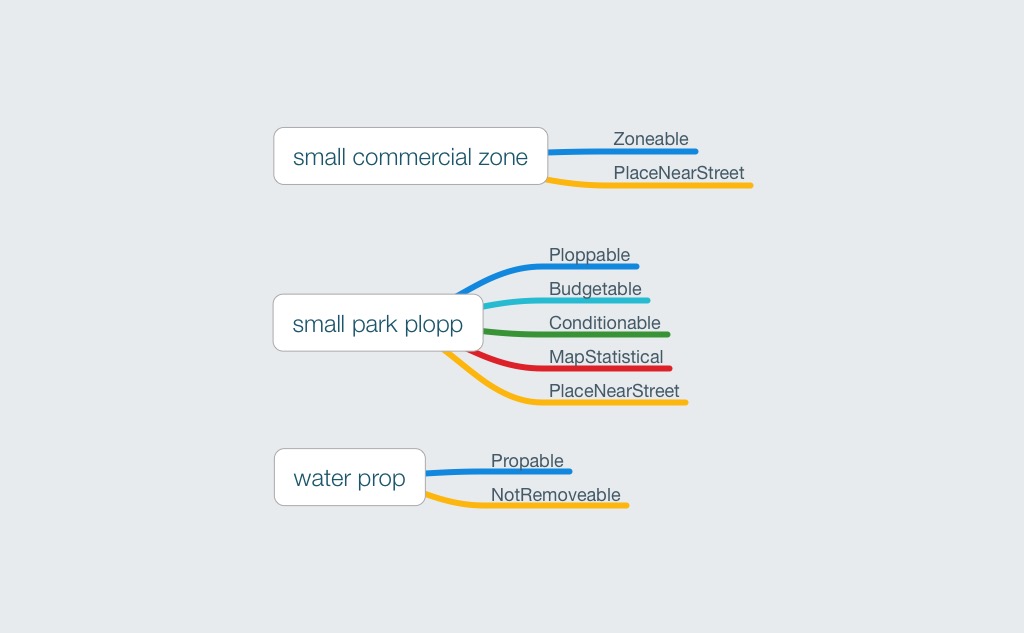 small commercial zone
Zoneable
PlaceNearStreet
small park plopp
Ploppable
Budgetable
Conditionable
MapStatistical
PlaceNearStreet
water prop
Propable
NotRemoveable